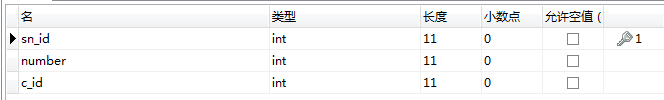 名 类型 长度 小数点 允许空值 (
sn_id int 11 0 1
number int 11 0
c_id int 11 0